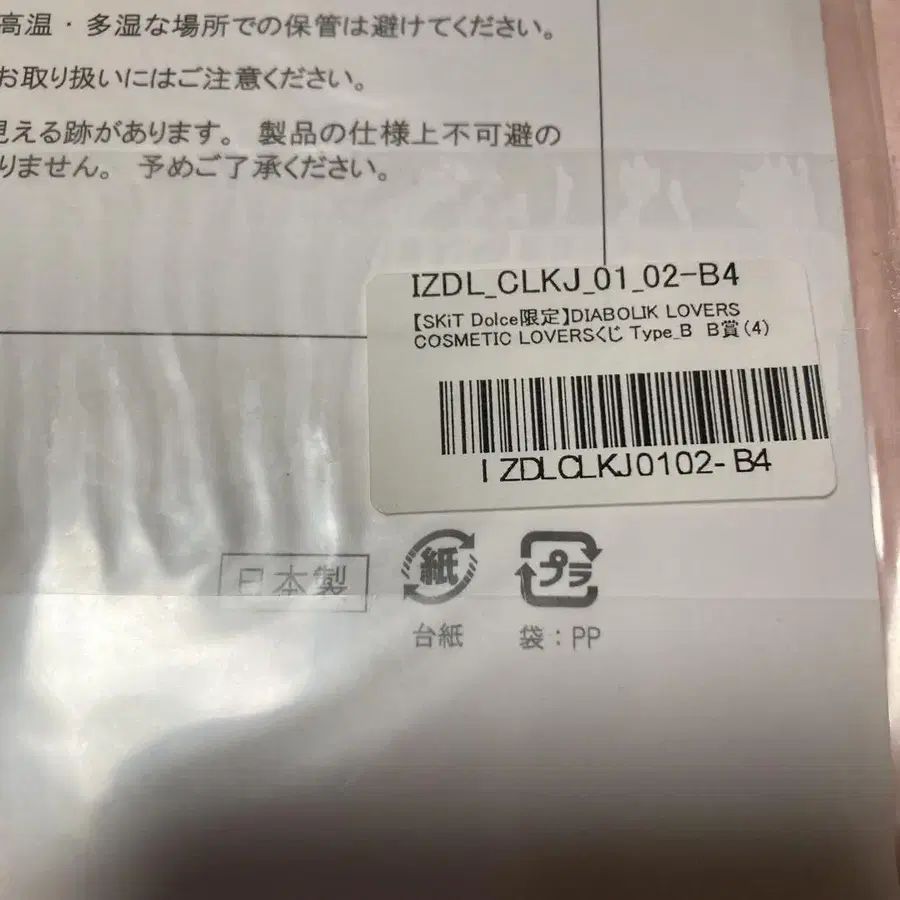 高温・多湿な場所での保管は避けてください。
お取り扱いにはご注意ください。
見える跡があります。 製品の仕様上不可避の
りません。 予めご了承ください。
IZDL_CLKJ_01_02-B4
【SKiT Dolce限定】DIABOLIK LOVERS
COSMETIC LOVERSくじ Type_B B賞(4)
IZDLCLKJ0102-B4
日本製
紙
プラ
台紙
袋:PP